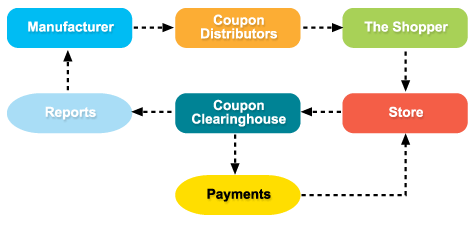 Manufacturer
Coupon
Distributors
The Shopper
Reports
Coupon
Clearinghouse
Store
Payments